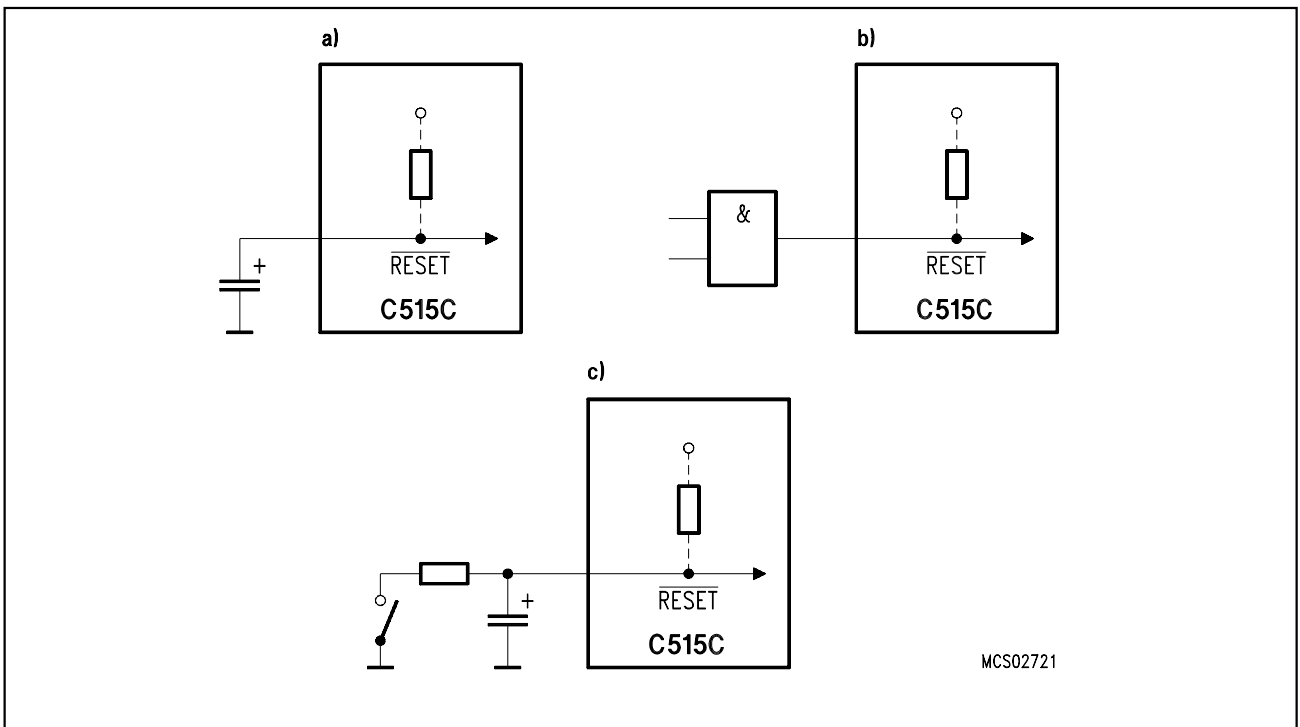 a)
+
RESET
C515C
b)
&
RESET
C515C
c)
+
RESET
C515C
MCS02721